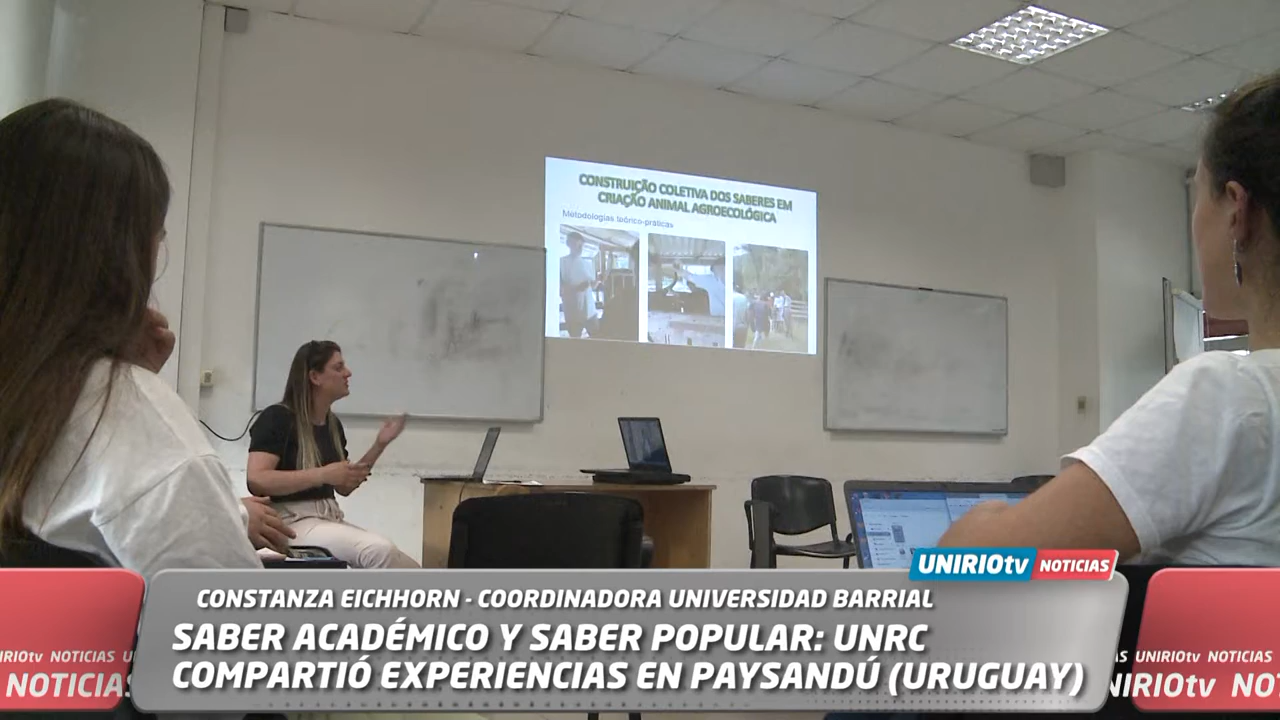 CONSTRUIÇÃO COLETIVA DOS SABERES EM
CRIAÇÃO ANIMAL AGROECOLÓGICA
Metodologias teórico-práticas
UNIRIOtv NOTICIAS
CONSTANZA EICHHORN - COORDINADORA UNIVERSIDAD BARRIAL
SABER ACADÉMICO Y SABER POPULAR: UNRC
COMPARTIÓ EXPERIENCIAS EN PAYSANDÚ (URUGUAY)
IRIOtv NOTICIAS U
NOTICIAS
AS UNIRIOtv NOTICIAS
NIRIOtv NO